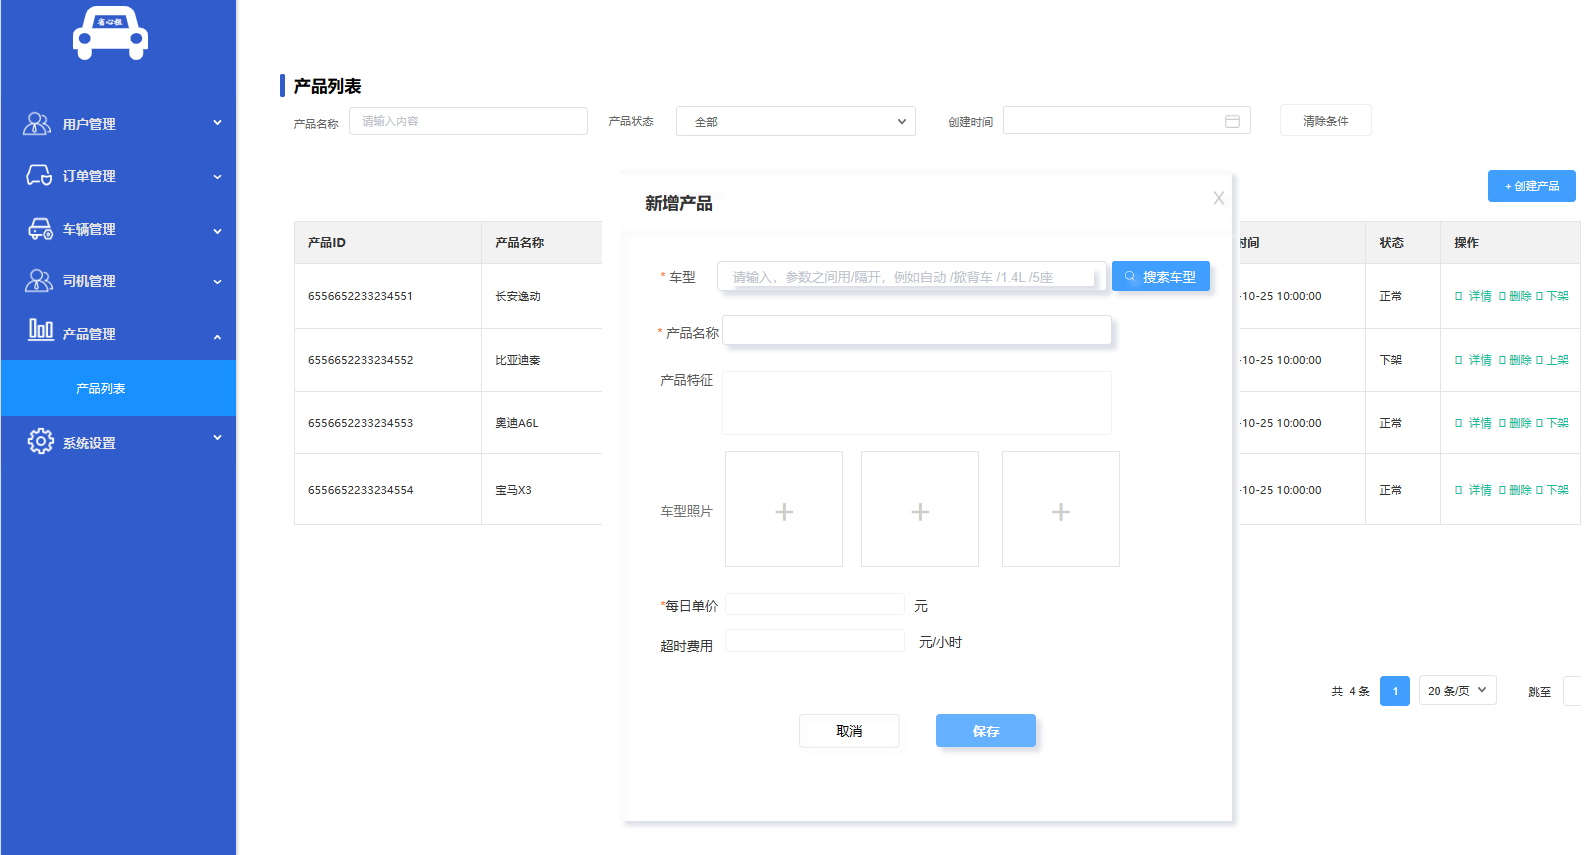 省心租
用户管理
订单管理
车辆管理
司机管理
产品管理
产品列表
系统设置
产品列表
产品名称 请输入内容 产品状态 全部 创建时间 清除条件
+ 创建产品
产品ID 产品名称 时间 状态 操作
6556652233234551 长安逸动 -10-25 10:00:00 正常 详情 删除 下架
6556652233234552 比亚迪秦 -10-25 10:00:00 下架 详情 删除 上架
6556652233234553 奥迪A6L -10-25 10:00:00 正常 详情 删除 下架
6556652233234554 宝马X3 -10-25 10:00:00 正常 详情 删除 下架
新增产品 X
* 车型 请输入，参数之间用/隔开，例如自动 /掀背车 /1.4L /5座 搜索车型
* 产品名称
产品特征
车型照片 + + +
*每日单价 元
超时费用 元/小时
取消 保存
共 4 条 1 20 条/页 跳至